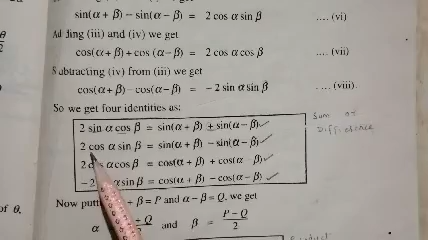 sin(α+ β) − sin(α− β) = 2 cos α sin β .... (vi)
θ
2
Adding (iii) and (iv) we get
cos(α+ β) + cos (α− β) = 2 cos α cos β .... (vii)
Subtracting (iv) from (iii) we get
cos(α+ β) − cos(α− β) = − 2 sin α sin β .... (viii).
So we get four identities as:
2 sin α cos β = sin(α + β) + sin(α − β)
2 cos α sin β = sin(α + β) − sin(α − β)
2 α cos β = cos(α + β) + cos(α − β)
−2 α sin β = cos(α + β) − cos(α − β)
Sum or
Difference
of θ, Now + β = P and α − β = Q, we get
α − Q/2 and β = P − Q/2